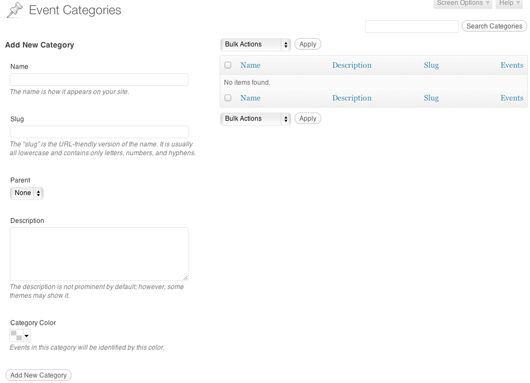 Screen Options
Help
Event Categories
Search Categories
Add New Category
Name
The name is how it appears on your site.
Slug
The "slug" is the URL-friendly version of the name. It is usually
all lowercase and contains only letters, numbers, and hyphens.
Parent
None
Description
The description is not prominent by default; however, some
themes may show it.
Category Color
Events in this category will be identified by this color.
Add New Category
Bulk Actions Apply
Name Description Slug Events
No items found.
Name Description Slug Events
Bulk Actions Apply